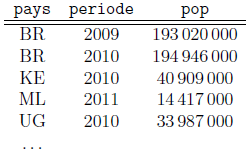 pays periode pop
BR 2009 193 020 000
BR 2010 194 946 000
KE 2010 40 909 000
ML 2011 14 417 000
UG 2010 33 987 000
...